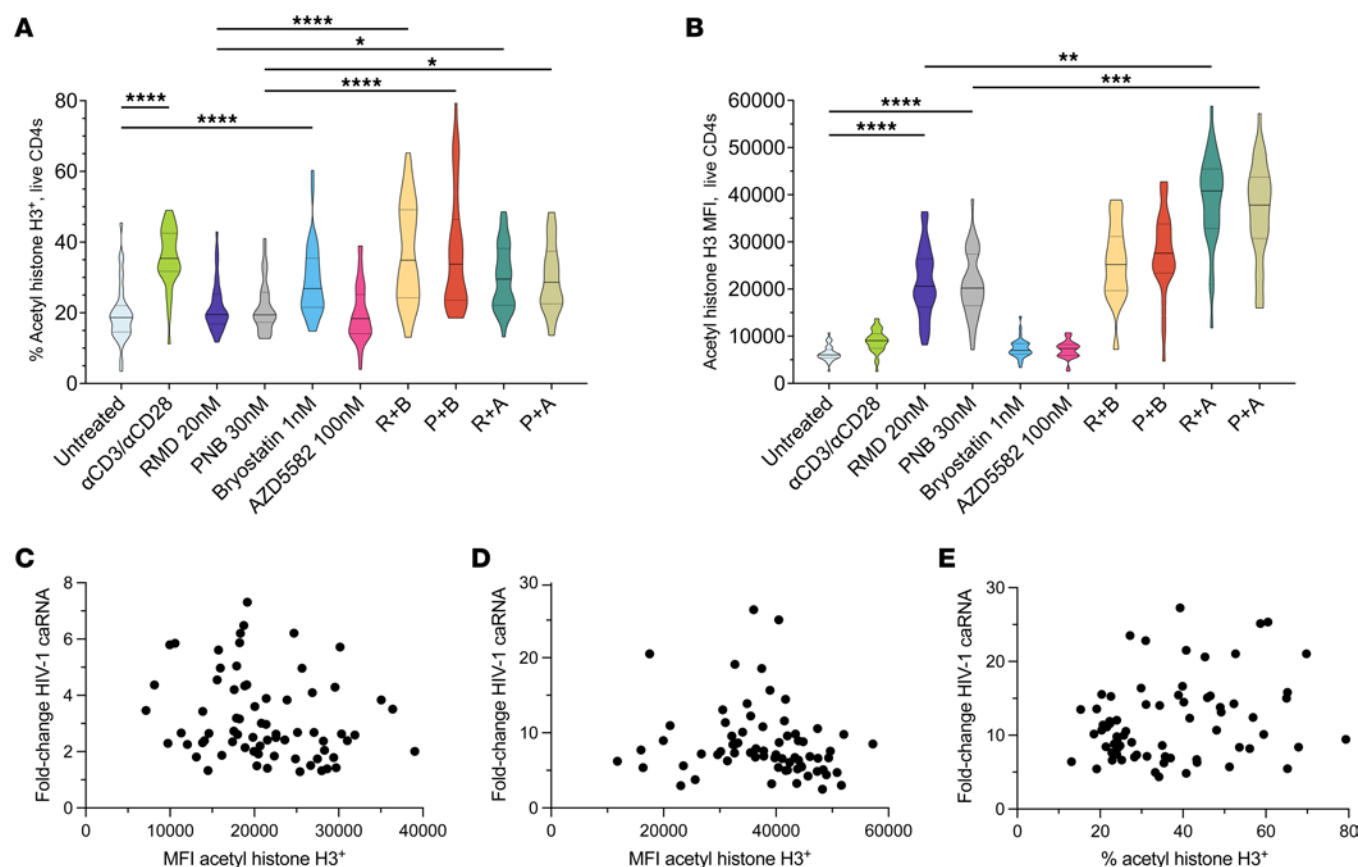 A
****
*
*
****
****
****
% Acetyl histone H3⁺, live CD4s
80
60
40
20
0
Untreated
αCD3/αCD28
RMD 20nM
PNB 30nM
Bryostatin 1nM
AZD5582 100nM
R+B
P+B
R+A
P+A
B
**
***
****
****
Acetyl histone H3 MFI, live CD4s
60000
50000
40000
30000
20000
10000
0
Untreated
αCD3/αCD28
RMD 20nM
PNB 30nM
Bryostatin 1nM
AZD5582 100nM
R+B
P+B
R+A
P+A
C
Fold-change HIV-1 caRNA
8
6
4
2
0
0 10000 20000 30000 40000
MFI acetyl histone H3⁺
D
Fold-change HIV-1 caRNA
30
20
10
0
0 20000 40000 60000
MFI acetyl histone H3⁺
E
Fold-change HIV-1 caRNA
30
20
10
0
0 20 40 60 80
% acetyl histone H3⁺